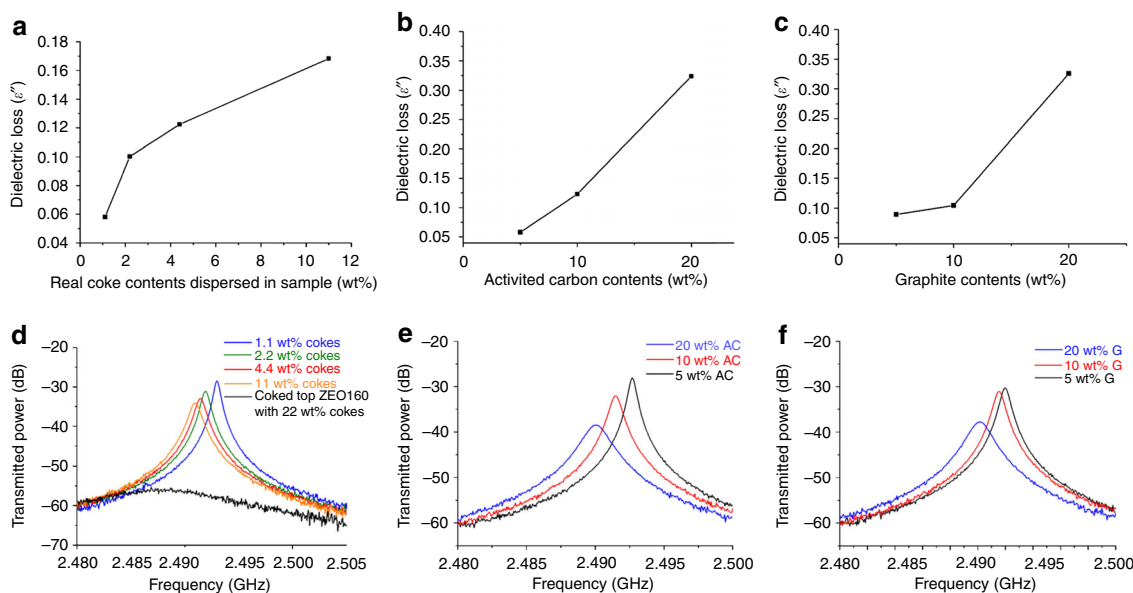 a
0.18
0.16
0.14
0.12
0.10
0.08
0.06
0.04
Dielectric loss (ε″)
0 2 4 6 8 10 12
Real coke contents dispersed in sample (wt%)
b
0.40
0.35
0.30
0.25
0.20
0.15
0.10
0.05
Dielectric loss (ε″)
0 5 10 15 20
Activited carbon contents (wt%)
c
0.40
0.35
0.30
0.25
0.20
0.15
0.10
0.05
Dielectric loss (ε″)
0 5 10 15 20 25
Graphite contents (wt%)
d
–20
–30
–40
–50
–60
–70
Transmitted power (dB)
1.1 wt% cokes
2.2 wt% cokes
4.4 wt% cokes
11 wt% cokes
Coked top ZEO160
with 22 wt% cokes
2.480 2.485 2.490 2.495 2.500 2.505
Frequency (GHz)
e
–20
–30
–40
–50
–60
Transmitted power (dB)
20 wt% AC
10 wt% AC
5 wt% AC
2.480 2.485 2.490 2.495 2.500
Frequency (GHz)
f
–20
–30
–40
–50
–60
Transmitted power (dB)
20 wt% G
10 wt% G
5 wt% G
2.480 2.485 2.490 2.495 2.500
Frequency (GHz)